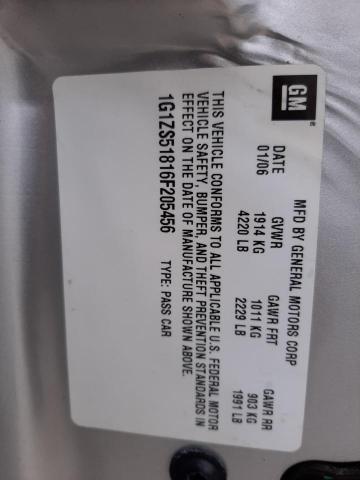 GM®
MFD BY GENERAL MOTORS CORP
DATE GVWR GAWR FRT GAWR RR
01/06 1914 KG 1011 KG 903 KG
4220 LB 2229 LB 1991 LB
THIS VEHICLE CONFORMS TO ALL APPLICABLE U.S. FEDERAL MOTOR
VEHICLE SAFETY, BUMPER, AND THEFT PREVENTION STANDARDS IN
EFFECT ON THE DATE OF MANUFACTURE SHOWN ABOVE.
1G1ZS51816F205456 TYPE: PASS CAR